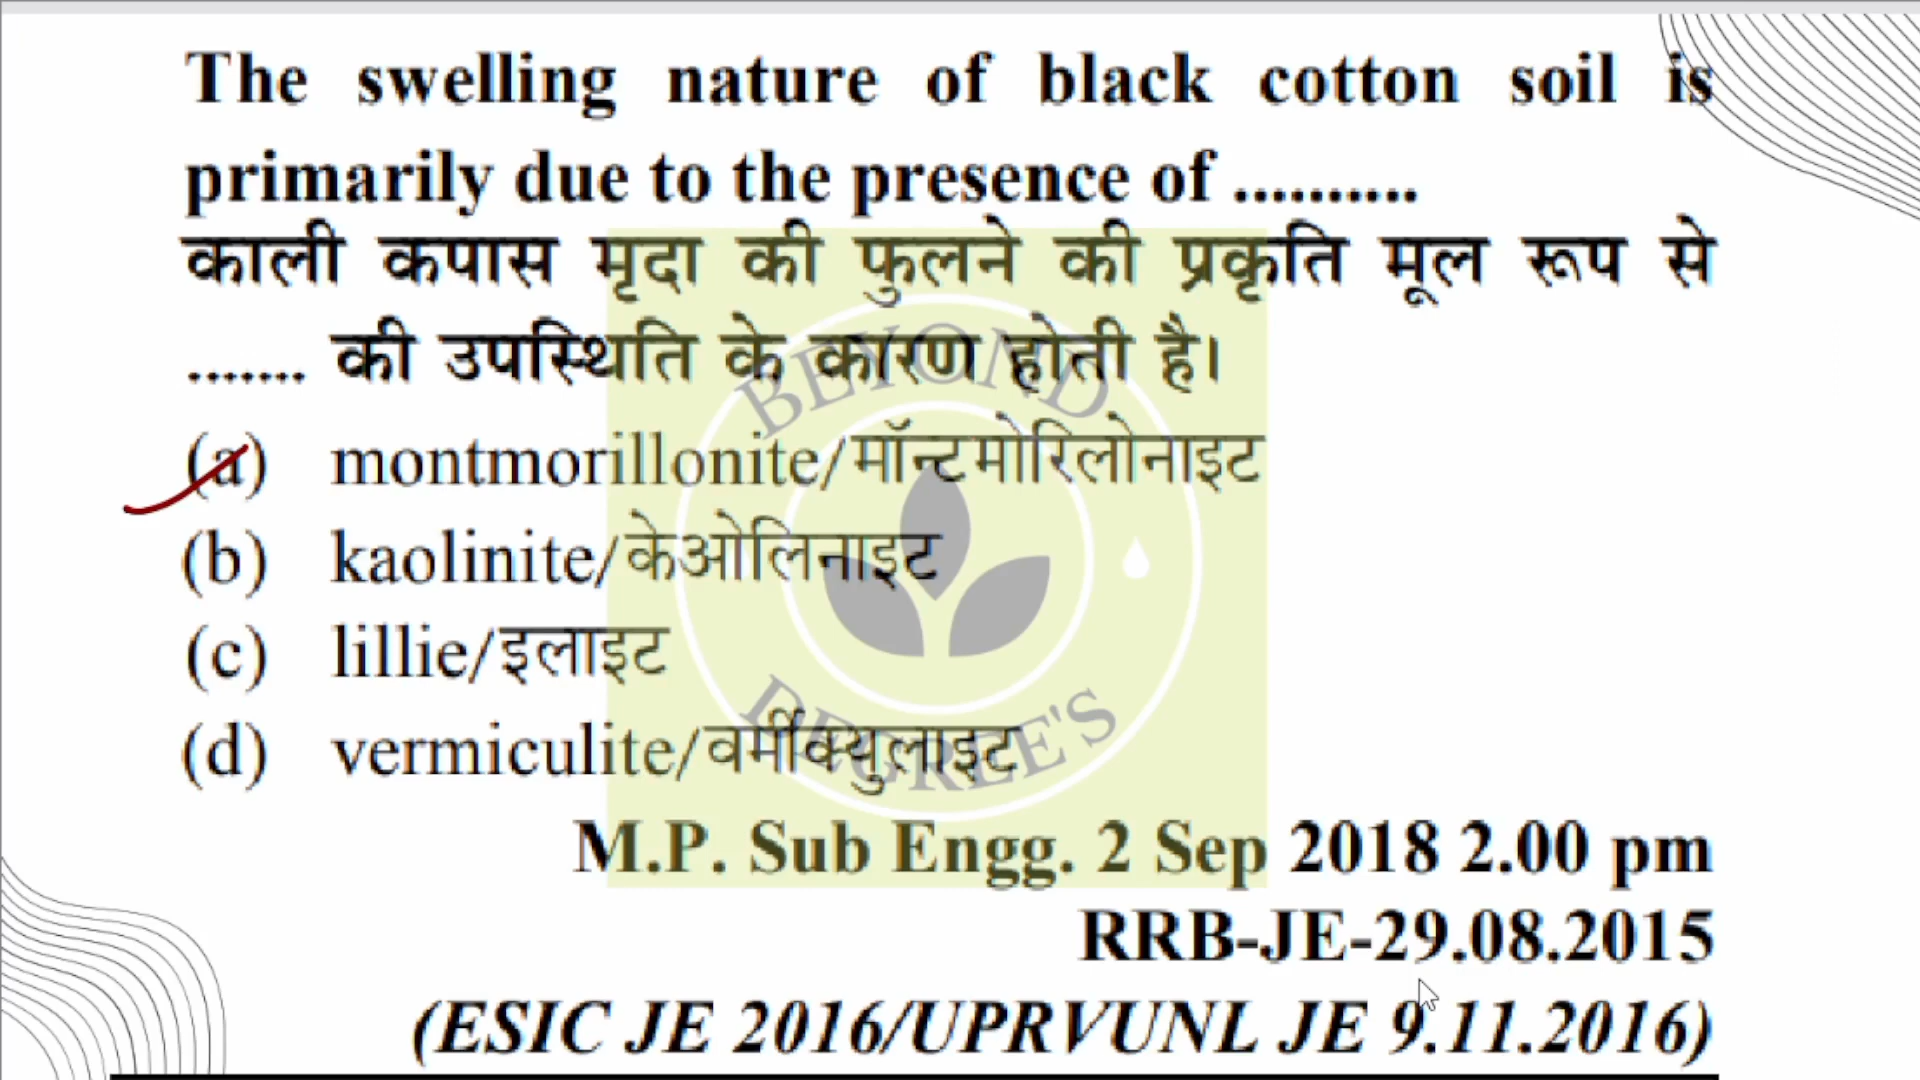 The swelling nature of black cotton soil is
primarily due to the presence of ..........
काली कपास मृदा की फुलने की प्रकृति मूल रूप से
....... की उपस्थिति के कारण होती है।
(a) montmorillonite/मॉन्टमोरिलोनाइट
(b) kaolinite/केओलिनाइट
(c) lillie/इलाइट
(d) vermiculite/वर्मीक्युलाइट
M.P. Sub Engg. 2 Sep 2018 2.00 pm
RRB-JE-29.08.2015
(ESIC JE 2016/UPRVUNL JE 9.11.2016)
BEYOND
DEGREE'S